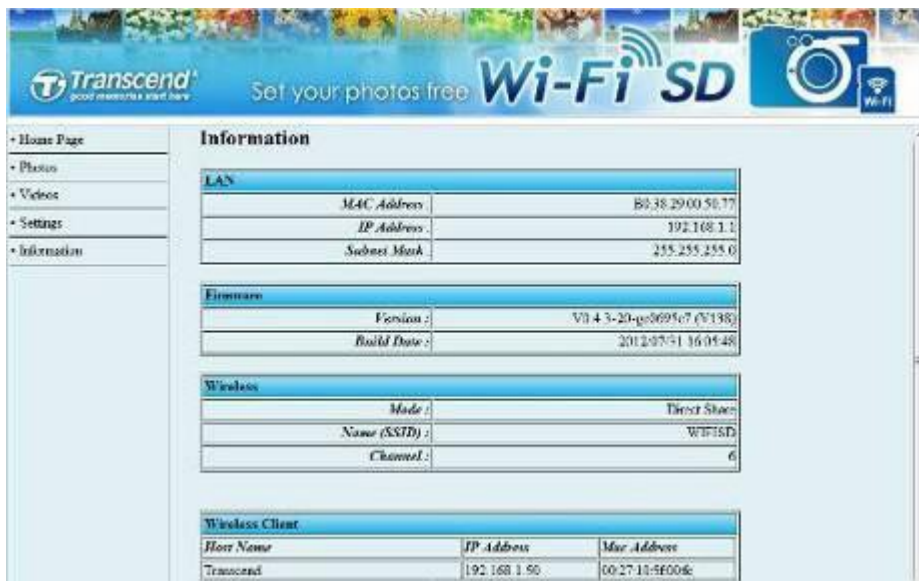 Transcend
good memories start here
Set your photos free Wi-Fi SD
Wi-Fi
• Home Page
• Photos
• Videos
• Settings
• Information
Information
LAN
MAC Address
B0:38:29:00:50:77
IP Address
192.168.1.1
Subnet Mask
255.255.255.0
Firmware
Version :
Build Date :
2012/07/31 16:05:48
Wireless
Mode :
Direct Share
Name (SSID) :
WIFISD
Channel :
6
Wireless Client
Host Name IP Address Mac Address
Transcend 192.168.1.50